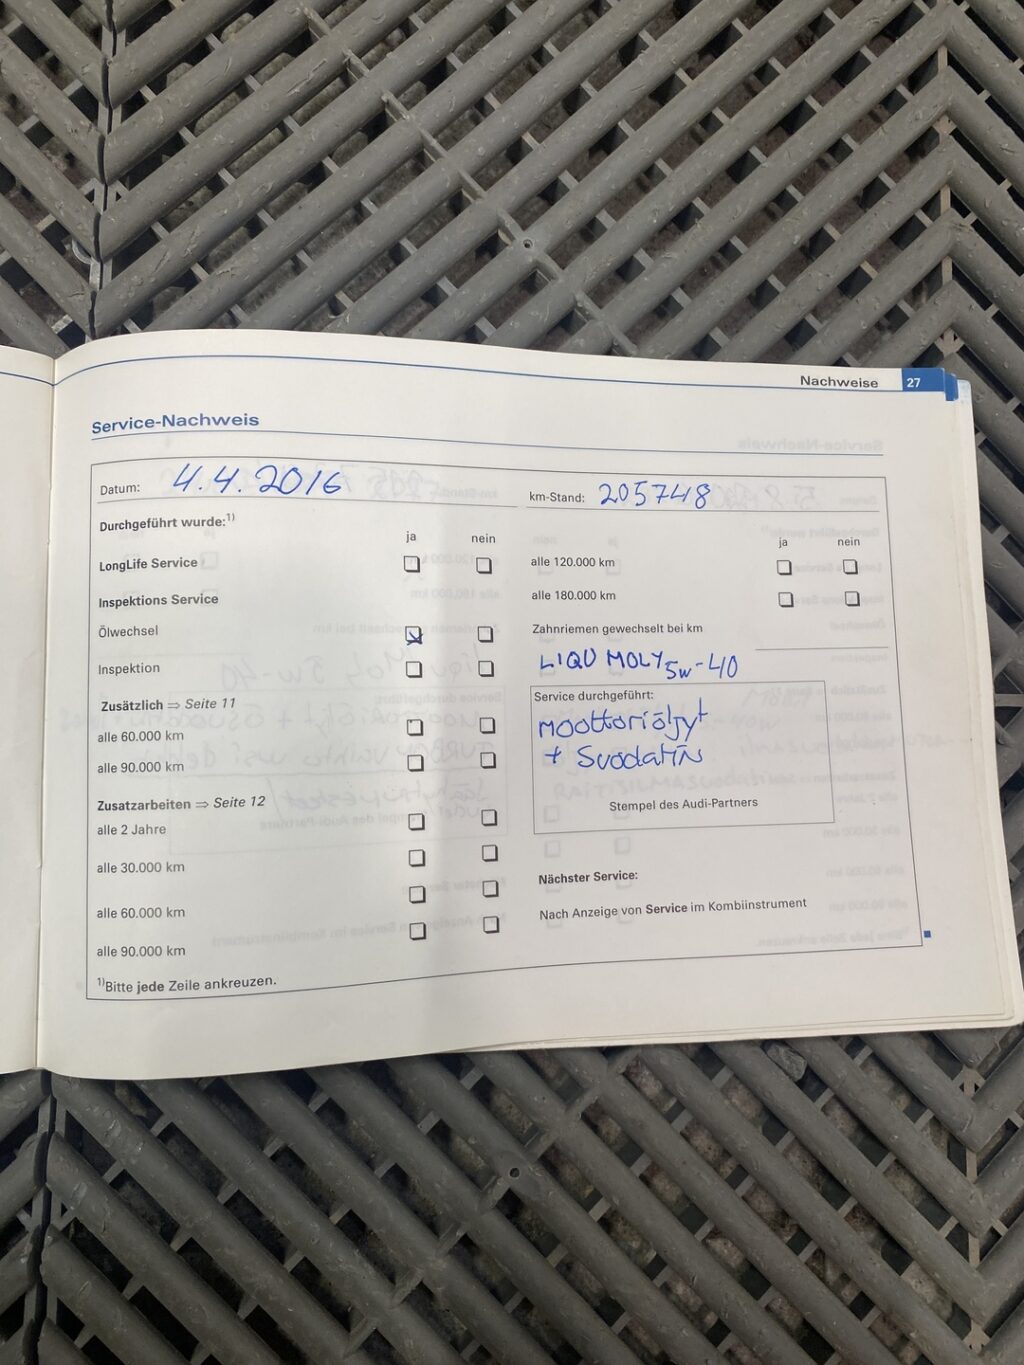 Nachweise 27
Service-Nachweis
Datum: 4.4.2016
km-Stand: 205748
Durchgeführt wurde:1)
ja nein
LongLife Service
Inspektions Service
Ölwechsel
Inspektion
Zusätzlich ⇒ Seite 11
alle 60.000 km
alle 90.000 km
Zusatzarbeiten ⇒ Seite 12
alle 2 Jahre
alle 30.000 km
alle 60.000 km
alle 90.000 km
1)Bitte jede Zeile ankreuzen.
ja nein
alle 120.000 km
alle 180.000 km
Zahnriemen gewechselt bei km
LIQUI MOLY 5w-40
Service durchgeführt:
Moottoriöljyt
+ Suodatin
Stempel des Audi-Partners
Nächster Service:
Nach Anzeige von Service im Kombiinstrument